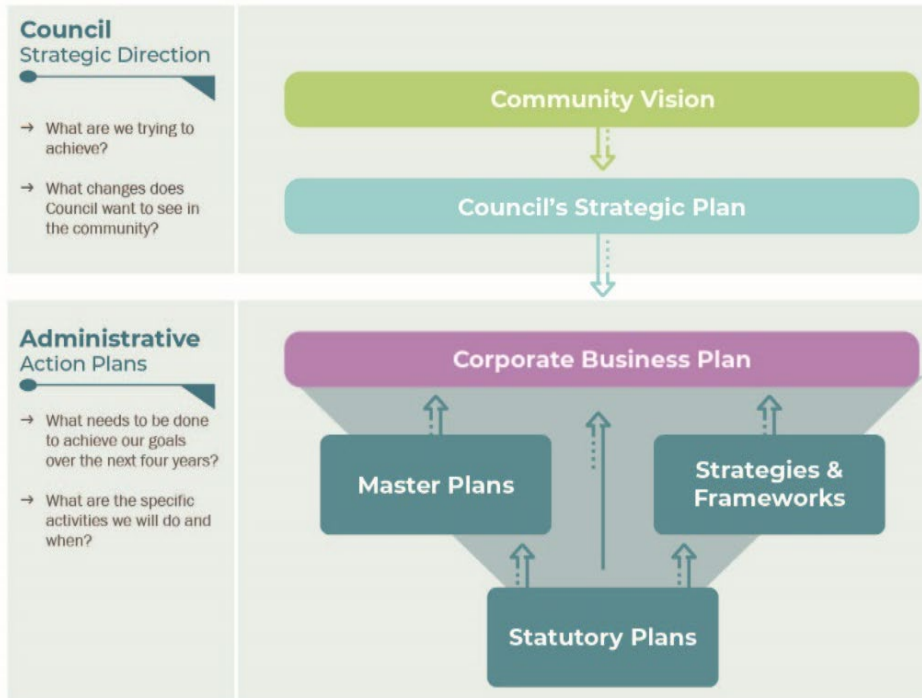 Council
Strategic Direction
→ What are we trying to
achieve?
→ What changes does
Council want to see in
the community?
Community Vision
Council's Strategic Plan
Administrative
Action Plans
→ What needs to be done
to achieve our goals
over the next four years?
→ What are the specific
activities we will do and
when?
Corporate Business Plan
Master Plans
Strategies &
Frameworks
Statutory Plans